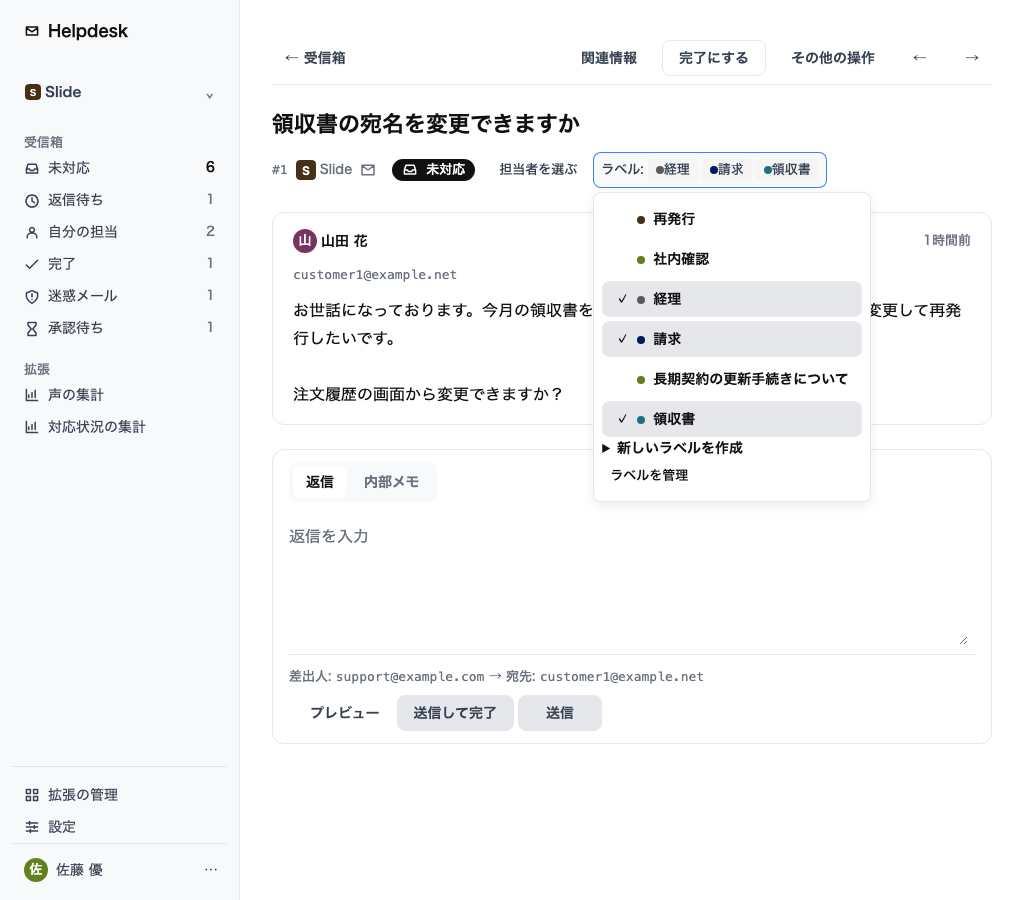 Helpdesk
S Slide
受信箱
未対応 6
返信待ち 1
自分の担当 2
完了 1
迷惑メール 1
承認待ち 1
拡張
声の集計
対応状況の集計
拡張の管理
設定
佐 佐藤 優 ···
← 受信箱 関連情報 完了にする その他の操作 ← →
領収書の宛名を変更できますか
#1 S Slide 未対応 担当者を選ぶ ラベル: 経理 請求 領収書
再発行
社内確認
✓ 経理
✓ 請求
長期契約の更新手続きについて
✓ 領収書
▶ 新しいラベルを作成
ラベルを管理
山 山田 花 1時間前
customer1@example.net
お世話になっております。今月の領収書を 変更して再発
行したいです。
注文履歴の画面から変更できますか？
返信 内部メモ
返信を入力
差出人: support@example.com → 宛先: customer1@example.net
プレビュー 送信して完了 送信